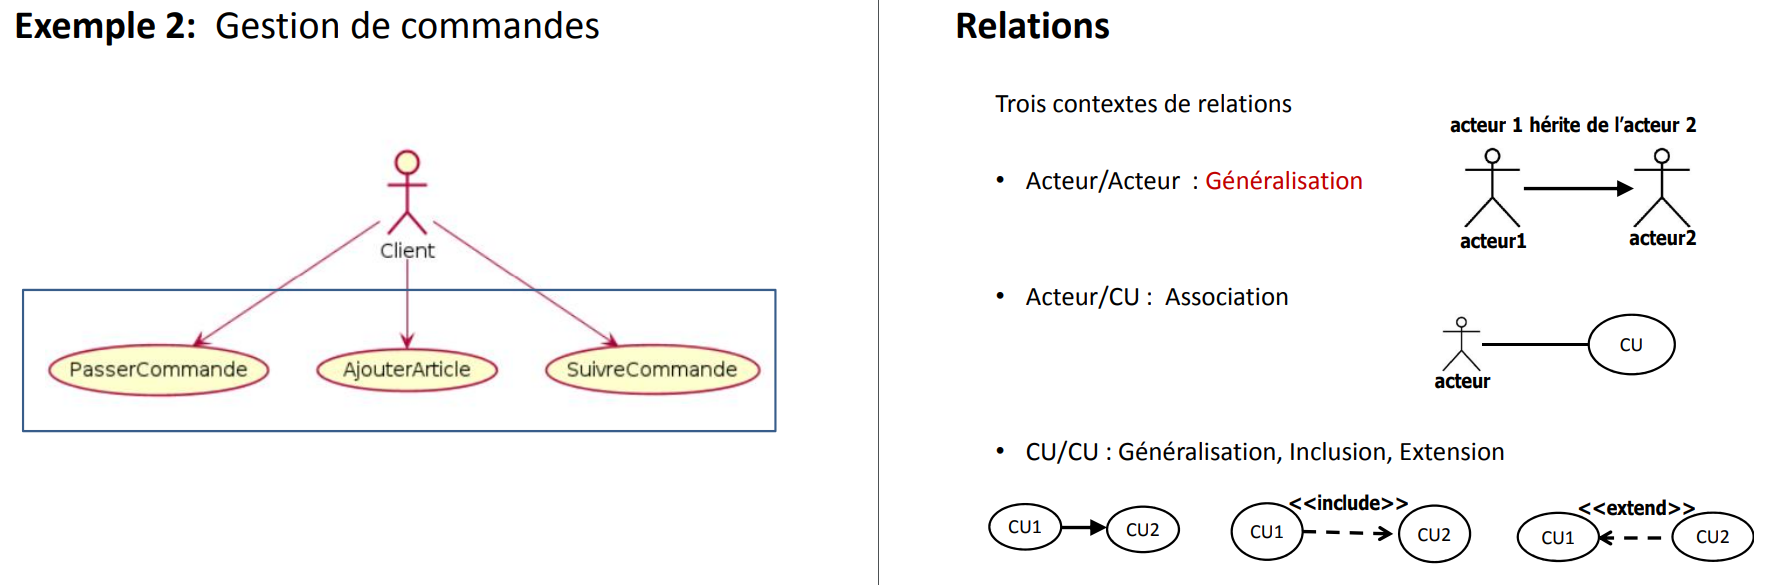 Exemple 2: Gestion de commandes
Client
PasserCommande
AjouterArticle
SuivreCommande
Relations
Trois contextes de relations
acteur 1 hérite de l'acteur 2
• Acteur/Acteur : Généralisation
acteur1
acteur2
• Acteur/CU : Association
CU
acteur
• CU/CU : Généralisation, Inclusion, Extension
<<include>>
<<extend>>
CU1
CU2
CU1
CU2
CU1
CU2